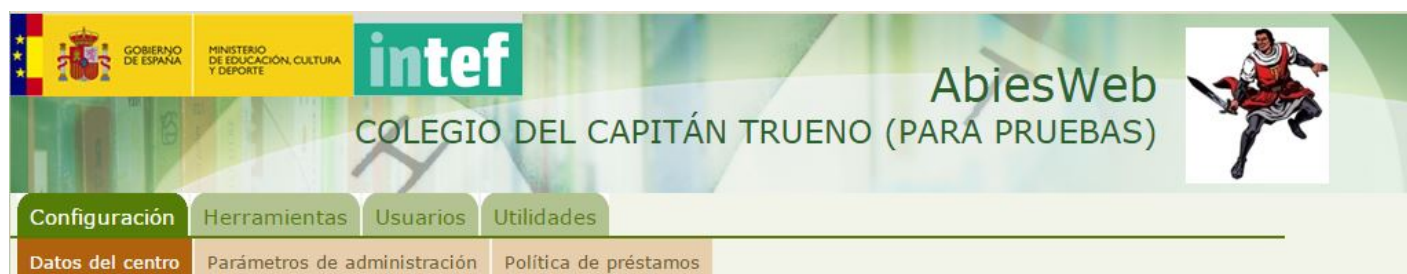 GOBIERNO
DE ESPAÑA
MINISTERIO
DE EDUCACIÓN, CULTURA
Y DEPORTE
intef
AbiesWeb
COLEGIO DEL CAPITÁN TRUENO (PARA PRUEBAS)
Configuración Herramientas Usuarios Utilidades
Datos del centro Parámetros de administración Política de préstamos